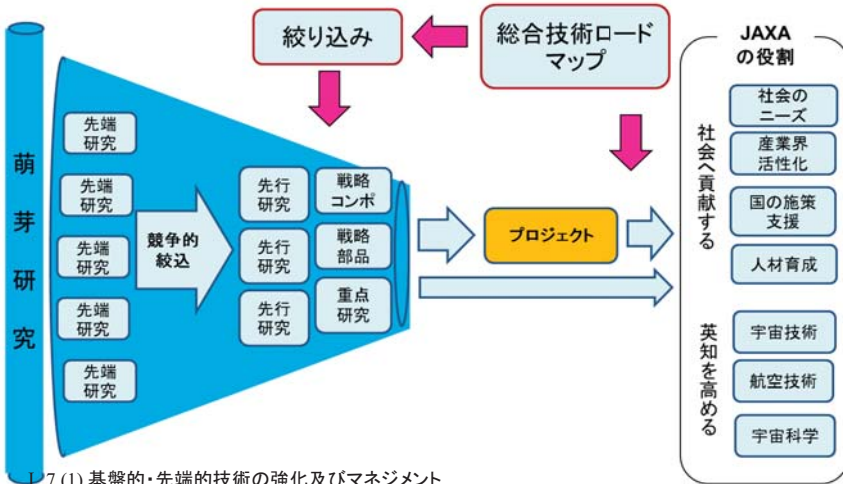 萌芽研究
先端
研究
先端
研究
先端
研究
先端
研究
先端
研究
競争的
絞込
先行
研究
先行
研究
先行
研究
戦略
コンポ
戦略
部品
重点
研究
絞り込み
総合技術ロード
マップ
プロジェクト
JAXA
の役割
社会へ貢献する
社会の
ニーズ
産業界
活性化
国の施策
支援
人材育成
英知を高める
宇宙技術
航空技術
宇宙科学
I.7 (1) 基盤的・先端的技術の強化及びマネジメント